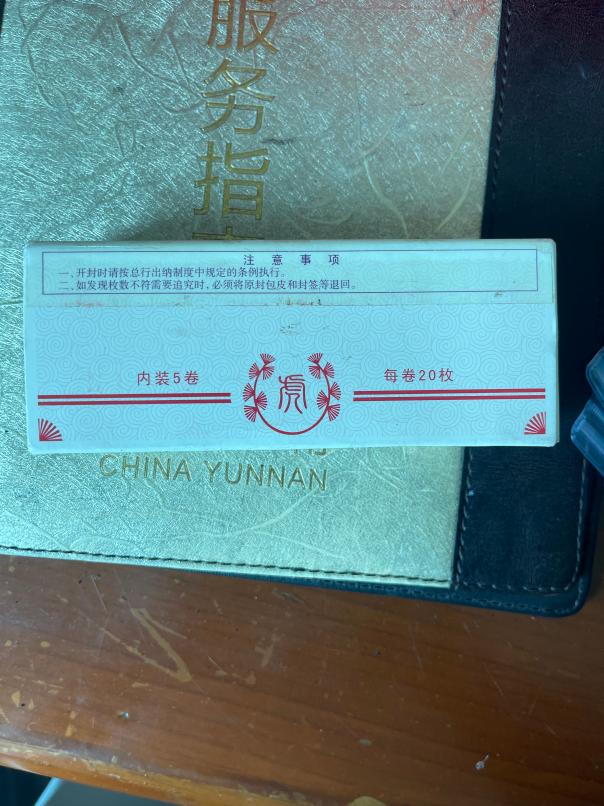 服务指南
注意事项
一、开封时请按总行出纳制度中规定的条例执行。
二、如发现枚数不符需要追究时,必须将原封包皮和封签等退回。
内装5卷
虎
每卷20枚
CHINA YUNNAN